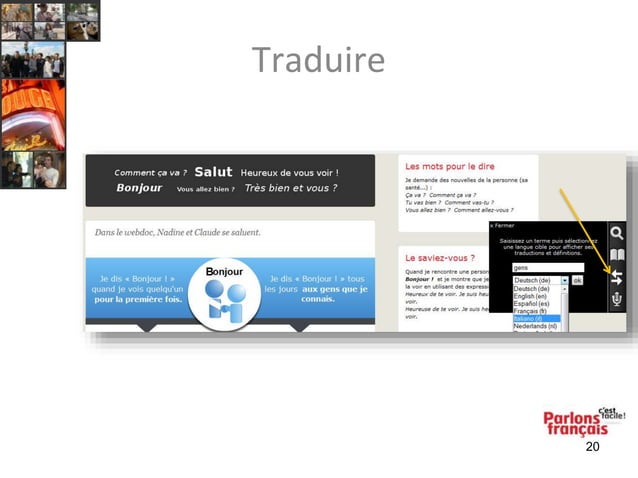 Traduire
Comment ça va ? Salut Heureux de vous voir !
Bonjour Vous allez bien ? Très bien et vous ?
Dans le webdoc, Nadine et Claude se saluent.
Je dis « Bonjour ! »
quand je vois quelqu'un
pour la première fois.
Bonjour
Je dis « Bonjour ! » tous
les jours aux gens que je
connais.
Les mots pour le dire
Je demande des nouvelles de la personne (sa
santé...) :
Ça va ? Comment ça va ?
Tu vas bien ? Comment vas-tu ?
Vous allez bien ? Comment allez-vous ?
Le saviez-vous ?
Quand je rencontre une person
Bonjour ! et je montre que je
la voir en utilisant des express
Heureux de te voir. Je suis heur
voir.
Heureuse de te voir. Je suis heu
voir.
x Fermer
Saisissez un terme puis sélectionnez
une langue cible pour afficher ses
traductions et définitions.
gens
Deutsch (de) ok
Deutsch (de)
English (en)
Español (es)
Français (fr)
Italiano (it)
Nederlands (nl)
Parlons
français
c'est
facile!
20